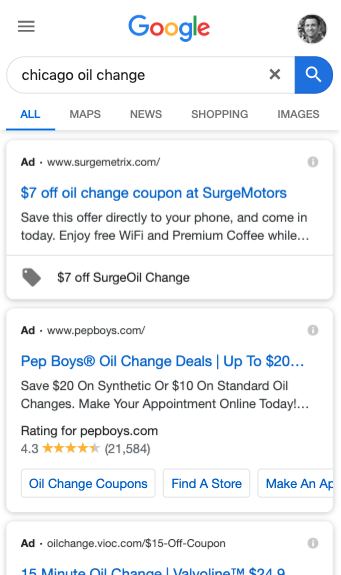 Google
chicago oil change
ALL MAPS NEWS SHOPPING IMAGES
Ad · www.surgemetrix.com/
$7 off oil change coupon at SurgeMotors
Save this offer directly to your phone, and come in
today. Enjoy free WiFi and Premium Coffee while...
$7 off SurgeOil Change
Ad · www.pepboys.com/
Pep Boys® Oil Change Deals | Up To $20...
Save $20 On Synthetic Or $10 On Standard Oil
Changes. Make Your Appointment Online Today!...
Rating for pepboys.com
4.3 ★★★★★ (21,584)
Oil Change Coupons Find A Store Make An Ap
Ad · oilchange.vioc.com/$15-Off-Coupon
15 Minute Oil Change | Valvoline™ $24.9